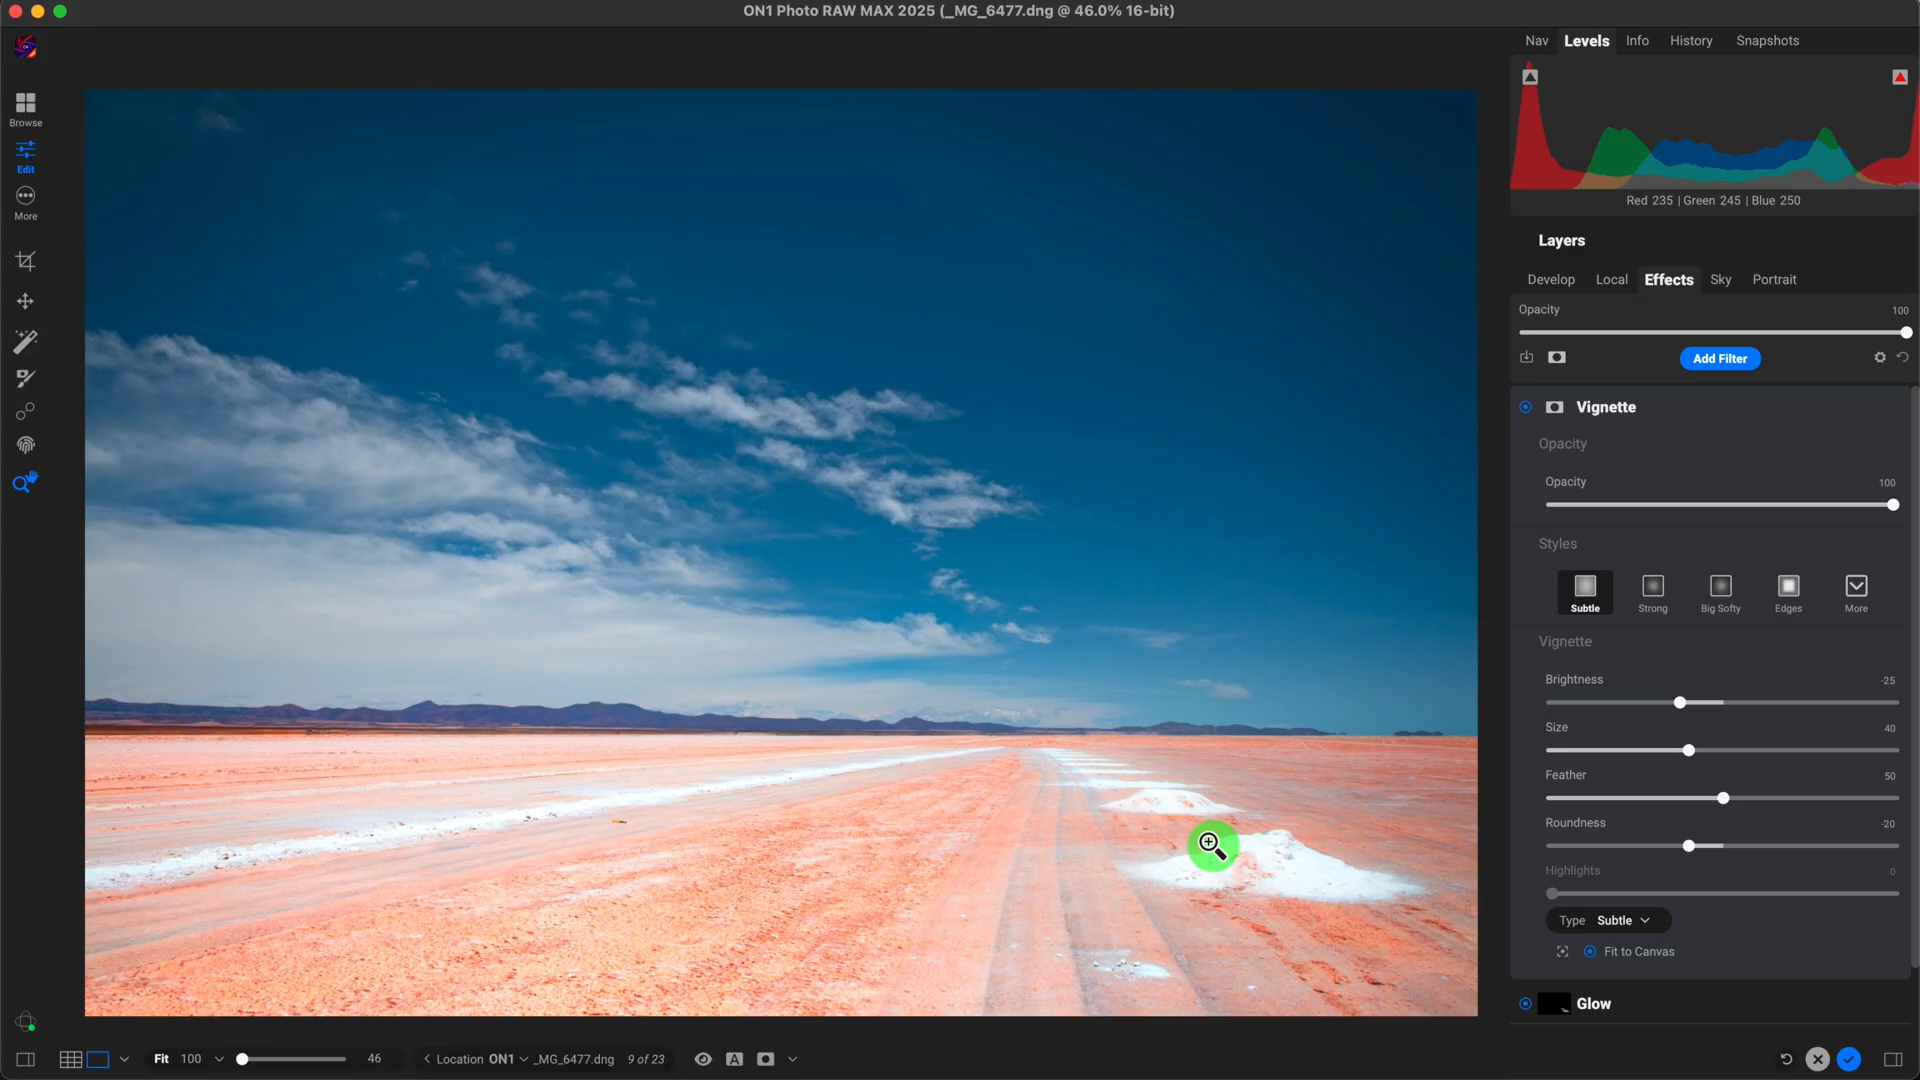 ON1 Photo RAW MAX 2025 (_MG_6477.dng @ 46.0% 16-bit)
Nav Levels Info History Snapshots
Browse
Edit
More
Red 235 | Green 245 | Blue 250
Layers
Develop Local Effects Sky Portrait
Opacity 100
Add Filter
Vignette
Opacity
Opacity 100
Styles
Subtle Strong Big Softy Edges More
Vignette
Brightness -25
Size 40
Feather 50
Roundness -20
Highlights 0
Type Subtle
Fit to Canvas
Glow
Fit 100 46 Location ON1 _MG_6477.dng 9 of 23 A